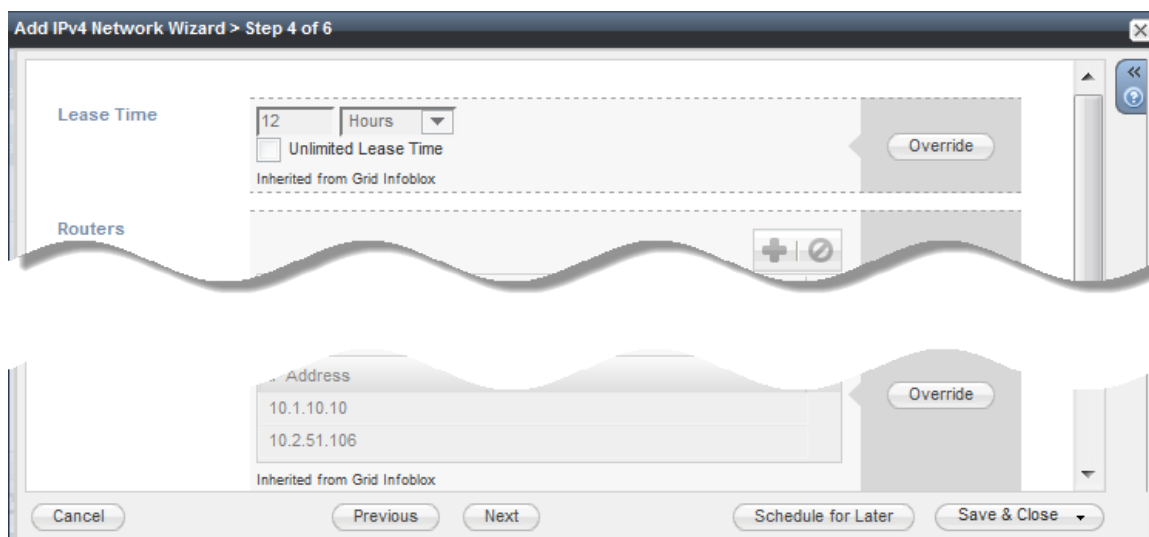 Add IPv4 Network Wizard > Step 4 of 6
Lease Time
12 Hours
Unlimited Lease Time
Inherited from Grid Infoblox
Override
Routers
Address
10.1.10.10
10.2.51.106
Override
Inherited from Grid Infoblox
Cancel Previous Next Schedule for Later Save & Close